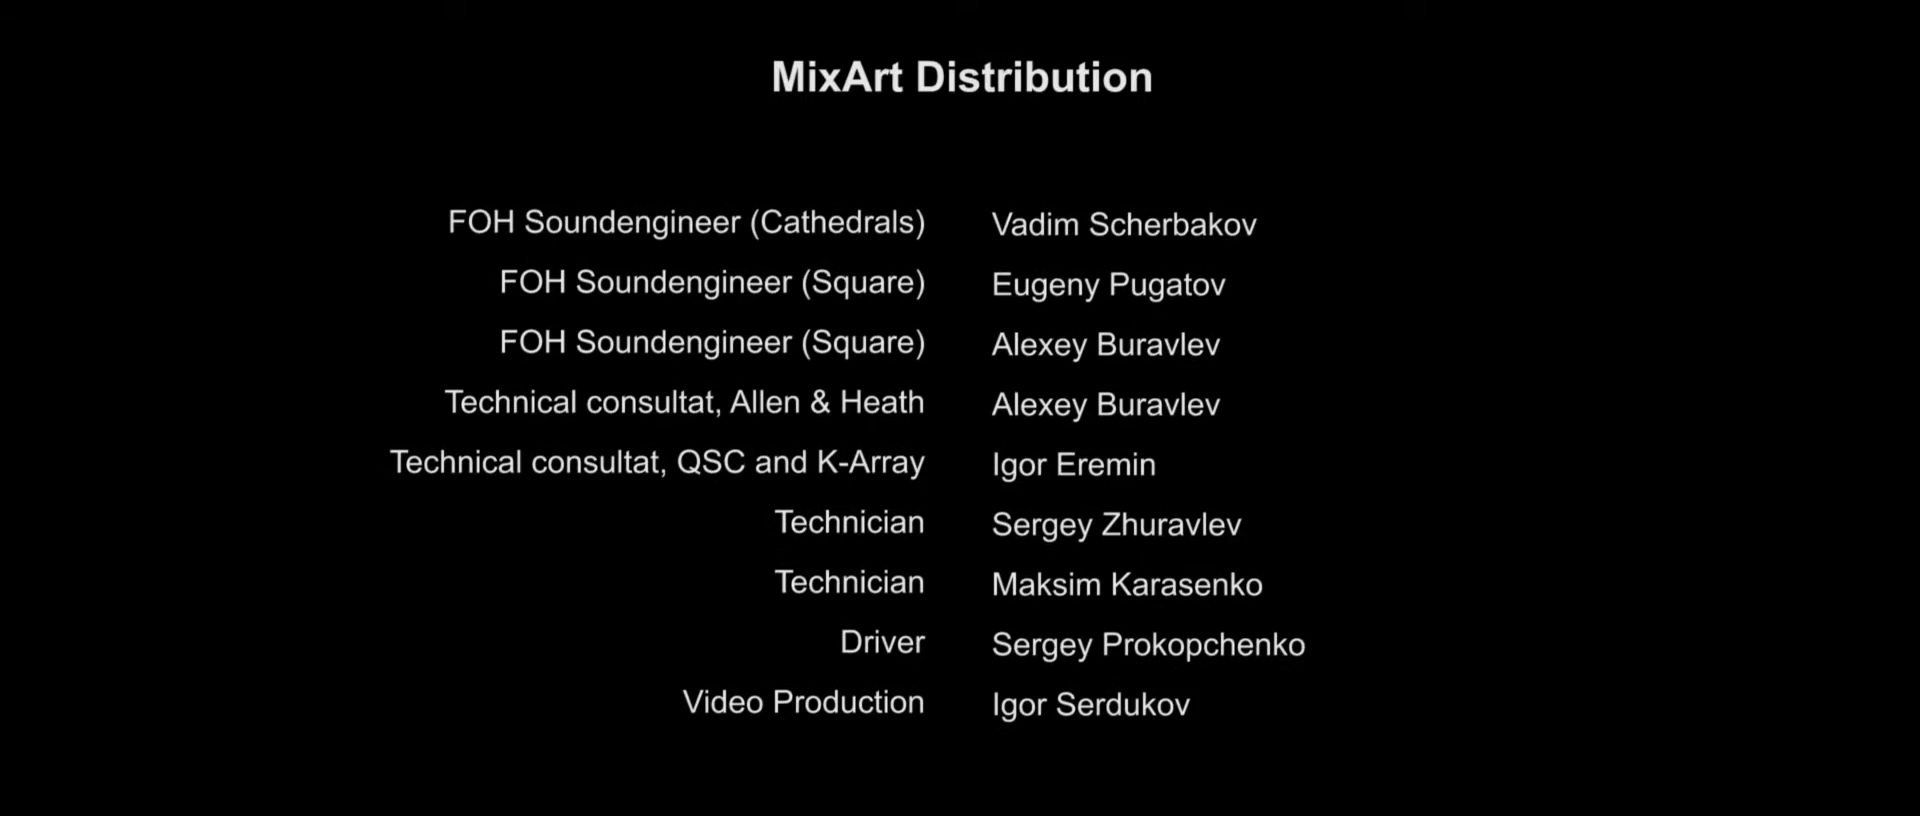 MixArt Distribution
FOH Soundengineer (Cathedrals) Vadim Scherbakov
FOH Soundengineer (Square) Eugeny Pugatov
FOH Soundengineer (Square) Alexey Buravlev
Technical consultat, Allen & Heath Alexey Buravlev
Technical consultat, QSC and K-Array Igor Eremin
Technician Sergey Zhuravlev
Technician Maksim Karasenko
Driver Sergey Prokopchenko
Video Production Igor Serdukov